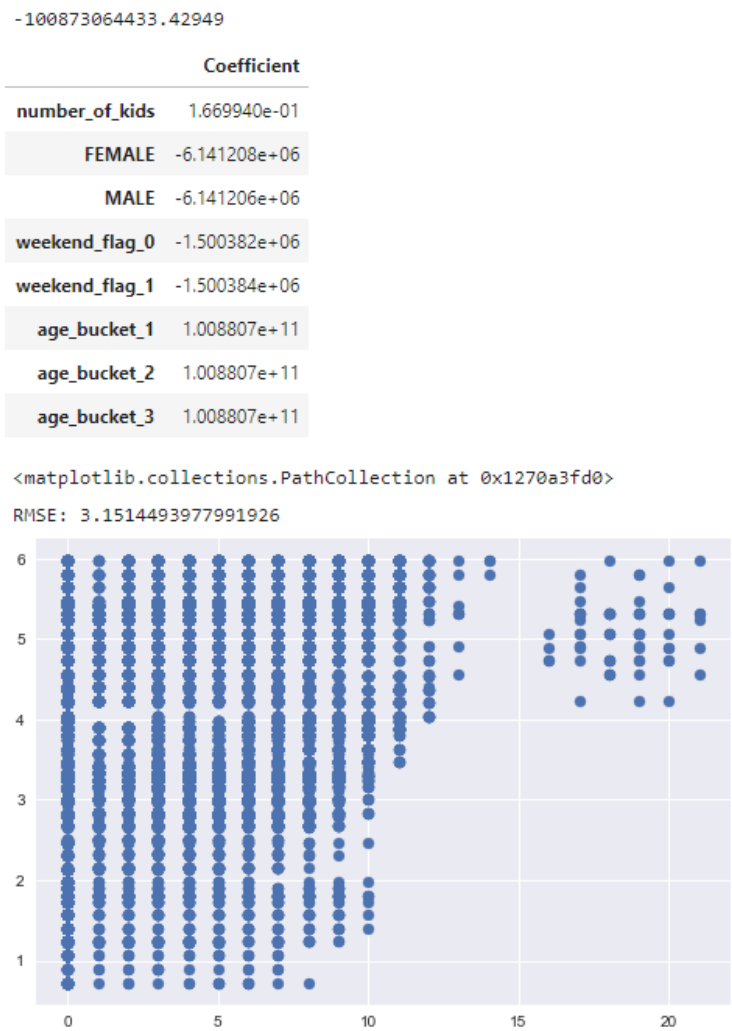 -100873064433.42949
Coefficient
number_of_kids 1.669940e-01
FEMALE -6.141208e+06
MALE -6.141206e+06
weekend_flag_0 -1.500382e+06
weekend_flag_1 -1.500384e+06
age_bucket_1 1.008807e+11
age_bucket_2 1.008807e+11
age_bucket_3 1.008807e+11
<matplotlib.collections.PathCollection at 0x1270a3fd0>
RMSE: 3.1514493977991926
6
5
4
3
2
1
0 5 10 15 20